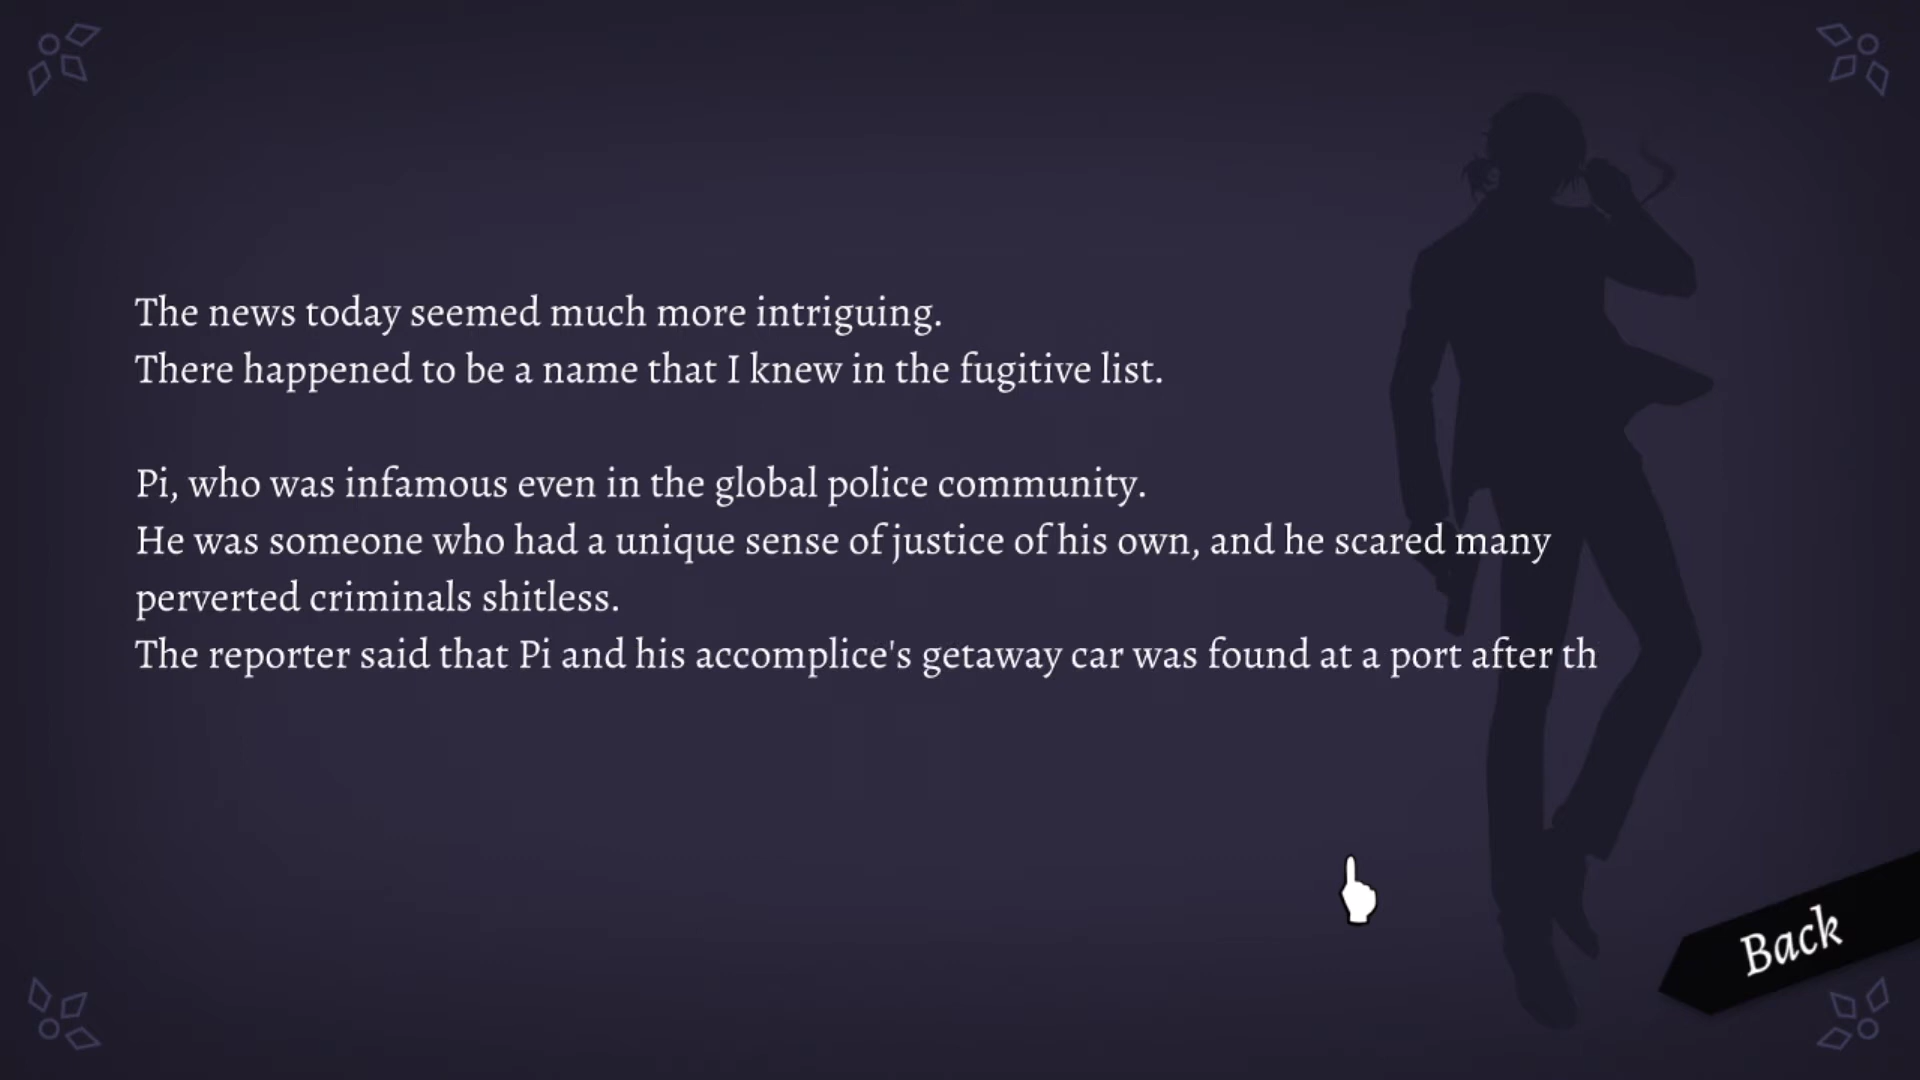 The news today seemed much more intriguing.
There happened to be a name that I knew in the fugitive list.
Pi, who was infamous even in the global police community.
He was someone who had a unique sense of justice of his own, and he scared many
perverted criminals shitless.
The reporter said that Pi and his accomplice's getaway car was found at a port after th
Back